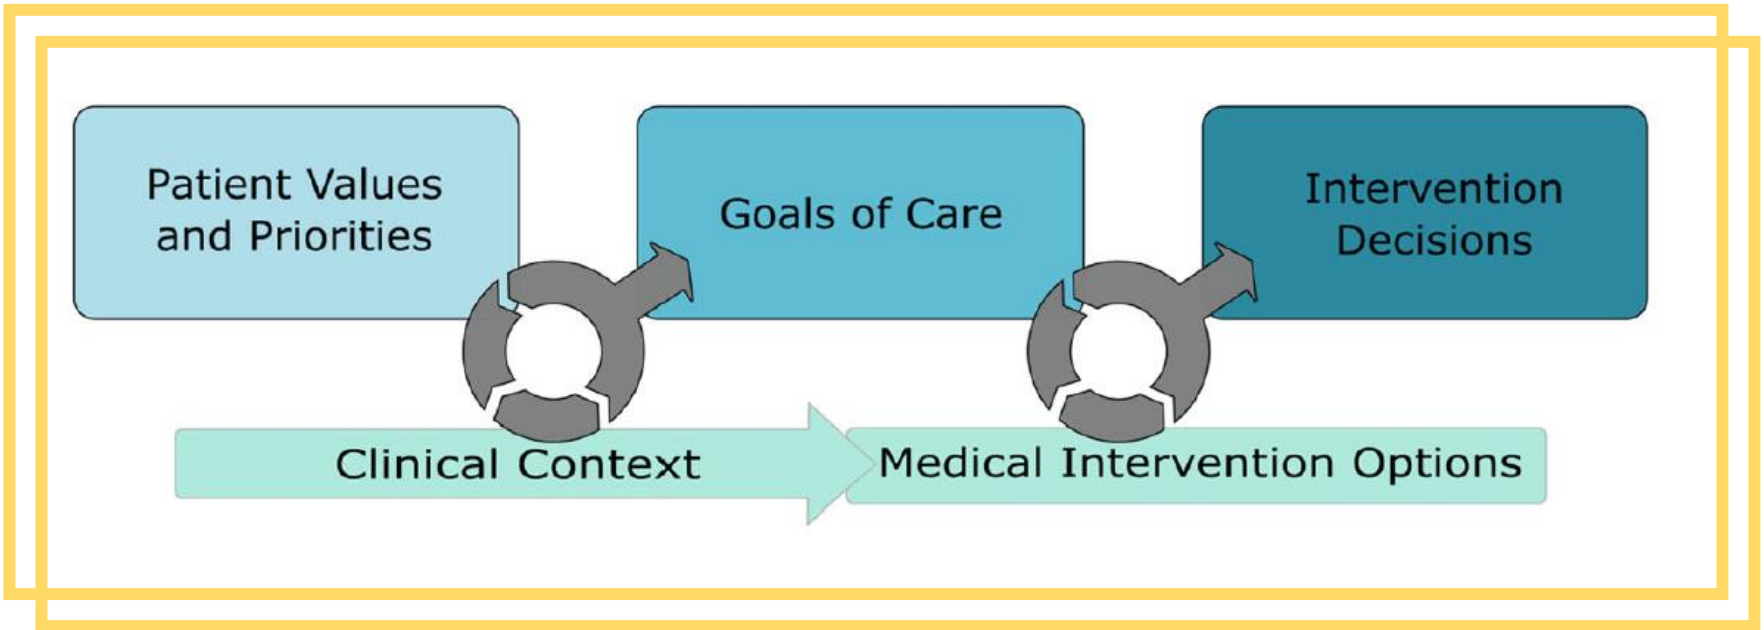 Patient Values
and Priorities
Goals of Care
Intervention
Decisions
Clinical Context
Medical Intervention Options